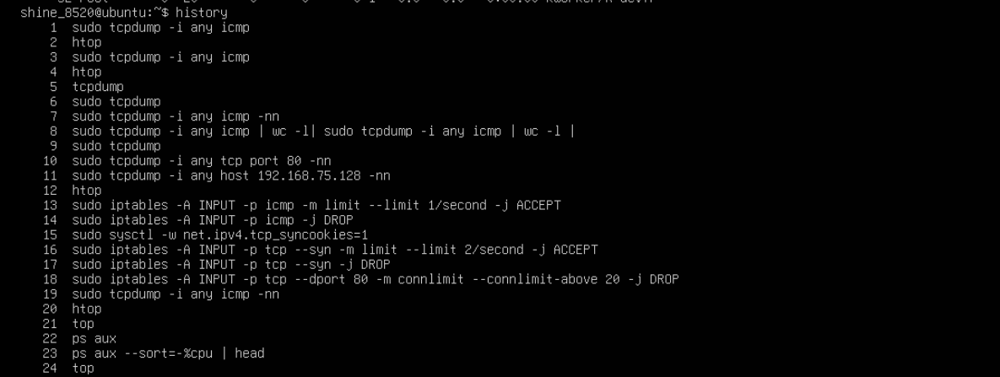 shine_8520@ubuntu:~$ history
1 sudo tcpdump -i any icmp
2 htop
3 sudo tcpdump -i any icmp
4 htop
5 tcpdump
6 sudo tcpdump
7 sudo tcpdump -i any icmp -nn
8 sudo tcpdump -i any icmp | wc -l| sudo tcpdump -i any icmp | wc -l |
9 sudo tcpdump
10 sudo tcpdump -i any tcp port 80 -nn
11 sudo tcpdump -i any host 192.168.75.128 -nn
12 htop
13 sudo iptables -A INPUT -p icmp -m limit --limit 1/second -j ACCEPT
14 sudo iptables -A INPUT -p icmp -j DROP
15 sudo sysctl -w net.ipv4.tcp_syncookies=1
16 sudo iptables -A INPUT -p tcp --syn -m limit --limit 2/second -j ACCEPT
17 sudo iptables -A INPUT -p tcp --syn -j DROP
18 sudo iptables -A INPUT -p tcp --dport 80 -m connlimit --connlimit-above 20 -j DROP
19 sudo tcpdump -i any icmp -nn
20 htop
21 top
22 ps aux
23 ps aux --sort=-%cpu | head
24 top